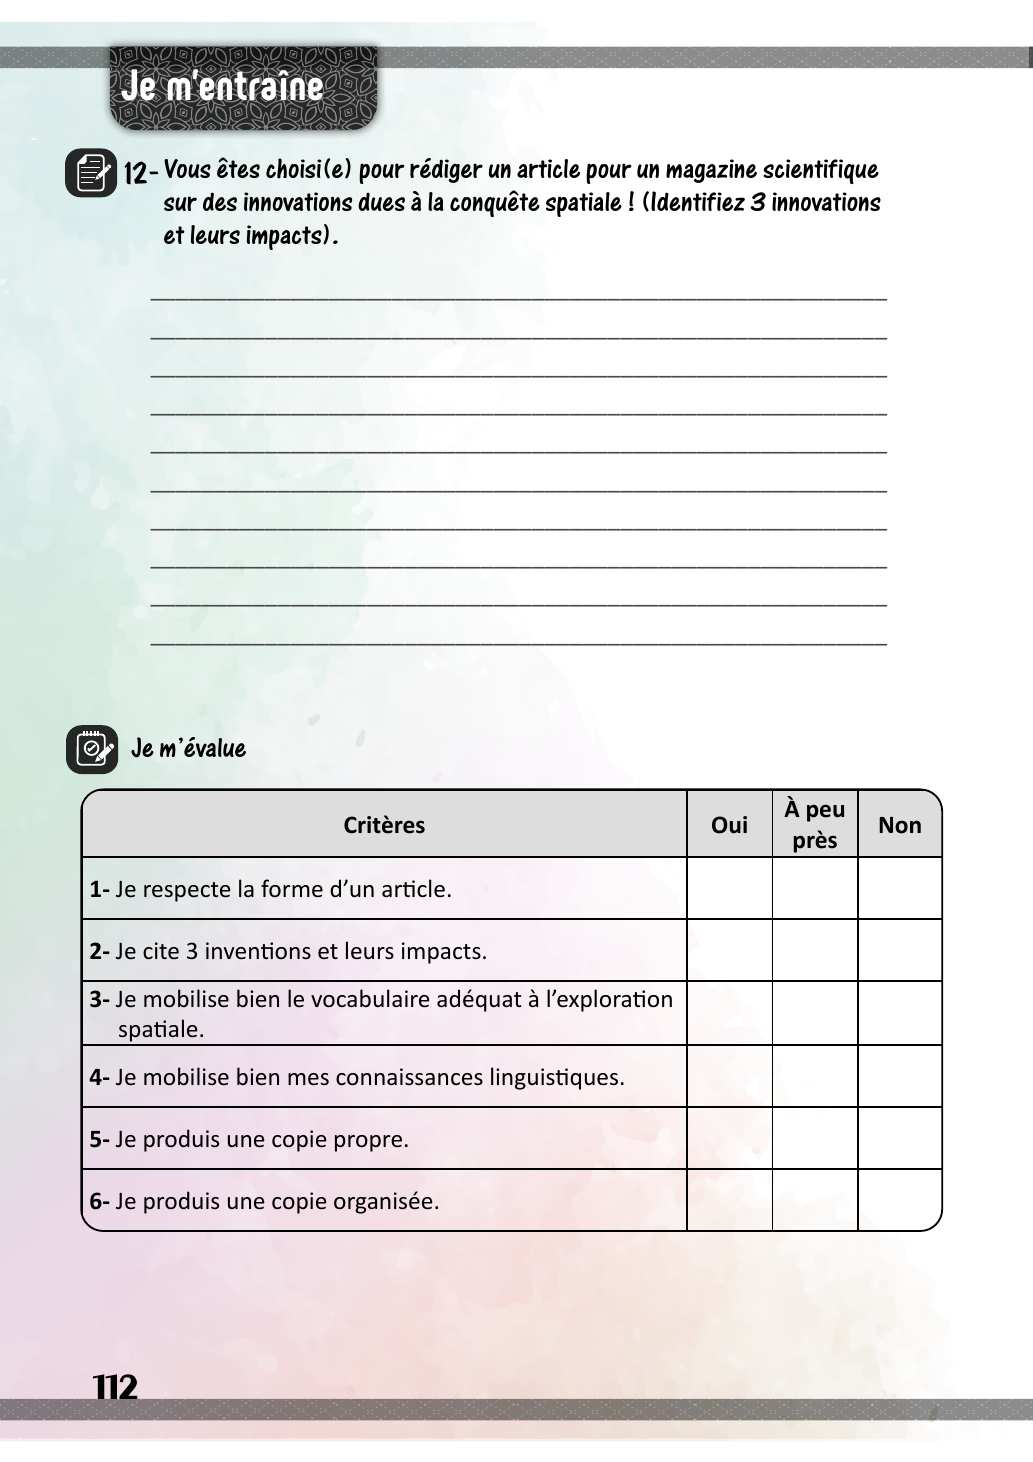 Je m'entraîne
12- Vous êtes choisi(e) pour rédiger un article pour un magazine scientifique
sur des innovations dues à la conquête spatiale ! (Identifiez 3 innovations
et leurs impacts).
Je m'évalue
Critères Oui À peu près Non
1- Je respecte la forme d'un article.
2- Je cite 3 inventions et leurs impacts.
3- Je mobilise bien le vocabulaire adéquat à l'exploration
spatiale.
4- Je mobilise bien mes connaissances linguistiques.
5- Je produis une copie propre.
6- Je produis une copie organisée.
112